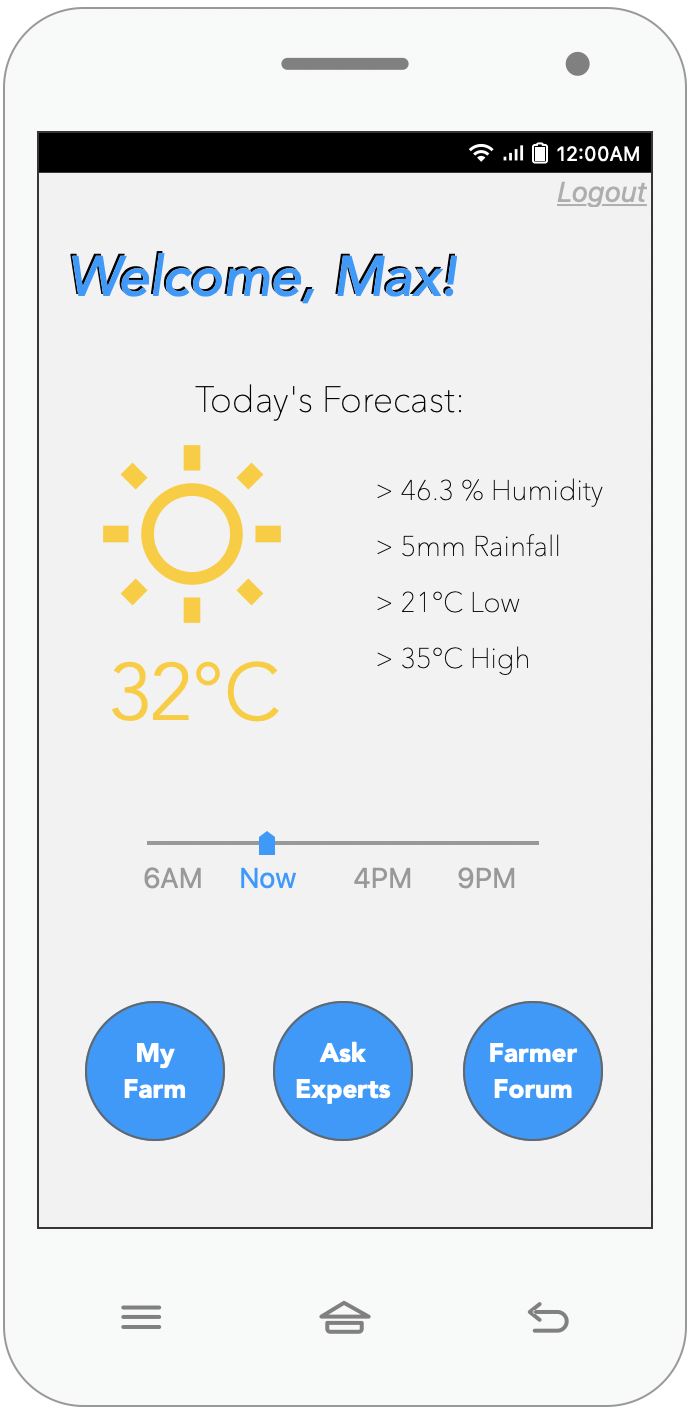 12:00AM
Logout
Welcome, Max!
Today's Forecast:
> 46.3 % Humidity
> 5mm Rainfall
> 21°C Low
> 35°C High
32°C
6AM Now 4PM 9PM
My Farm
Ask Experts
Farmer Forum